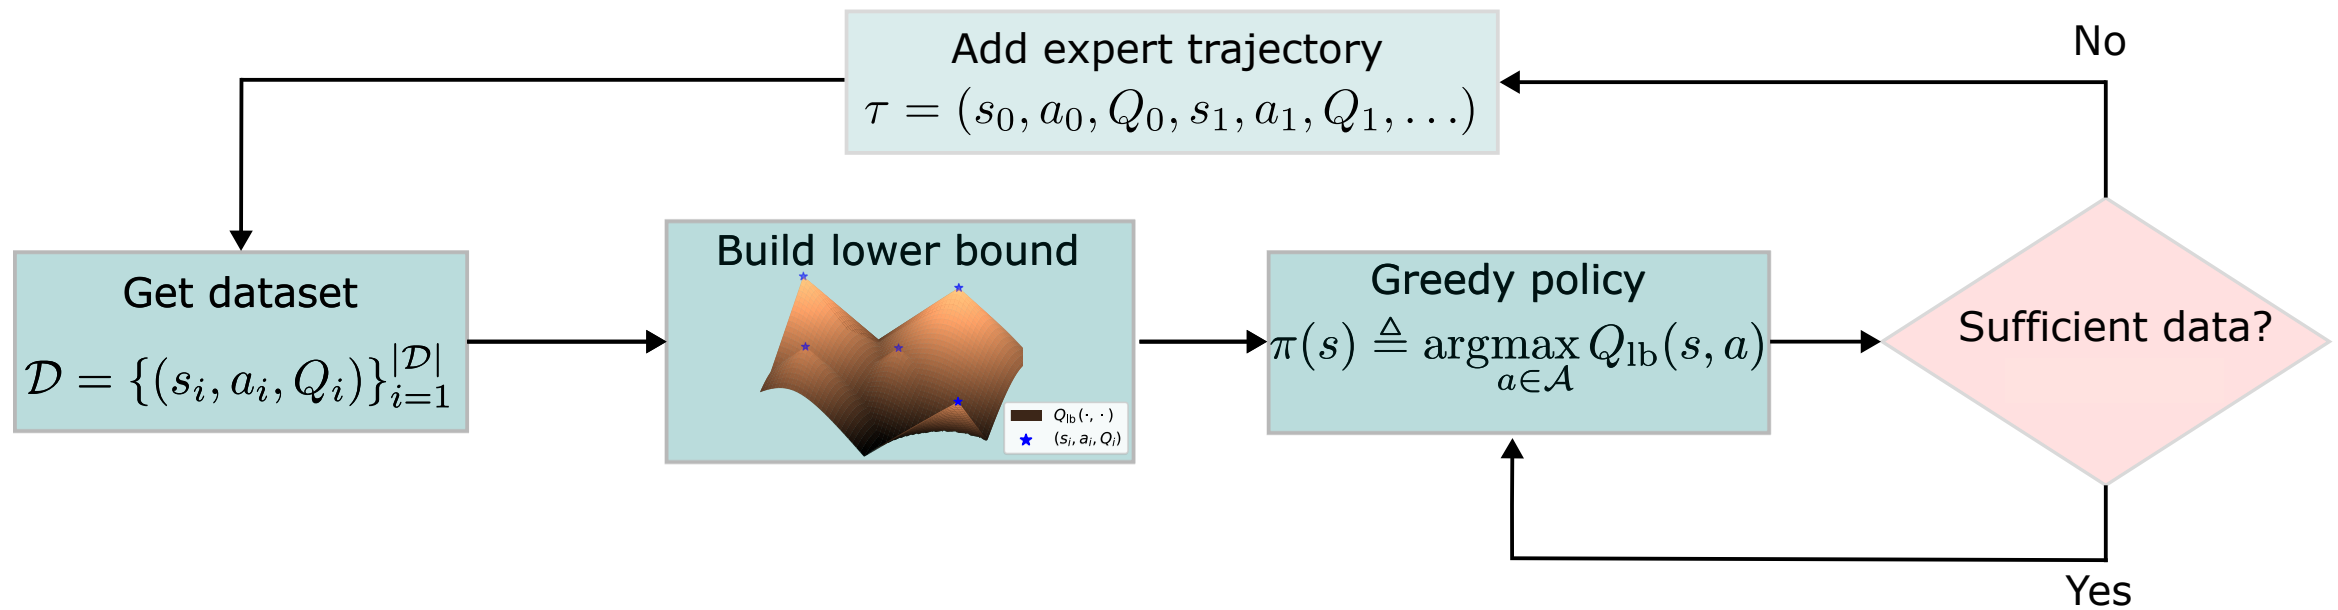 Add expert trajectory
τ = (s₀, a₀, Q₀, s₁, a₁, Q₁, . . .)
No
Get dataset
𝒟 = {(sᵢ, aᵢ, Qᵢ)}ᵢ₌₁^|𝒟|
Build lower bound
Q_lb(·, ·)
(sᵢ, aᵢ, Qᵢ)
Greedy policy
π(s) ≜ argmax Q_lb(s, a)
a∈𝒜
Sufficient data?
Yes